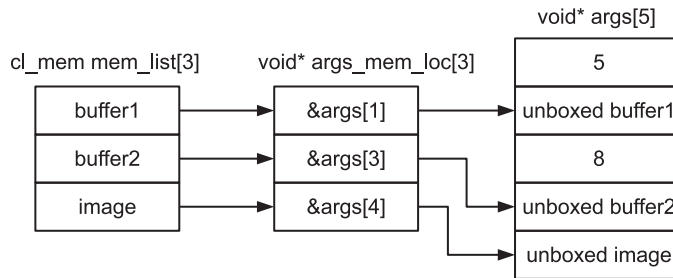 void* args[5]
cl_mem mem_list[3]
void* args_mem_loc[3]
5
buffer1
&args[1]
unboxed buffer1
buffer2
&args[3]
8
image
&args[4]
unboxed buffer2
unboxed image